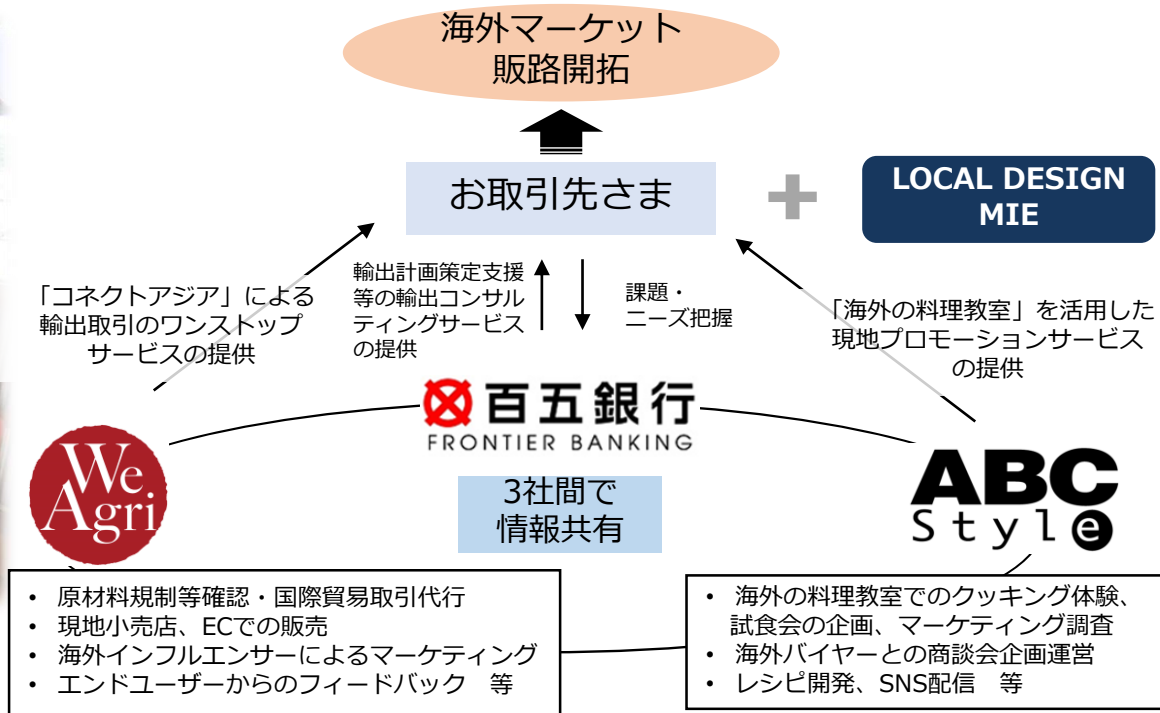 海外マーケット
販路開拓
お取引先さま
LOCAL DESIGN
MIE
「コネクトアジア」による
輸出取引のワンストップ
サービスの提供
輸出計画策定支援
等の輸出コンサル
ティングサービス
の提供
課題・
ニーズ把握
「海外の料理教室」を活用した
現地プロモーションサービス
の提供
百五銀行
FRONTIER BANKING
We
Agri
3社間で
情報共有
ABC
Style
• 原材料規制等確認・国際貿易取引代行
• 現地小売店、ECでの販売
• 海外インフルエンサーによるマーケティング
• エンドユーザーからのフィードバック　等
• 海外の料理教室でのクッキング体験、
試食会の企画、マーケティング調査
• 海外バイヤーとの商談会企画運営
• レシピ開発、SNS配信　等